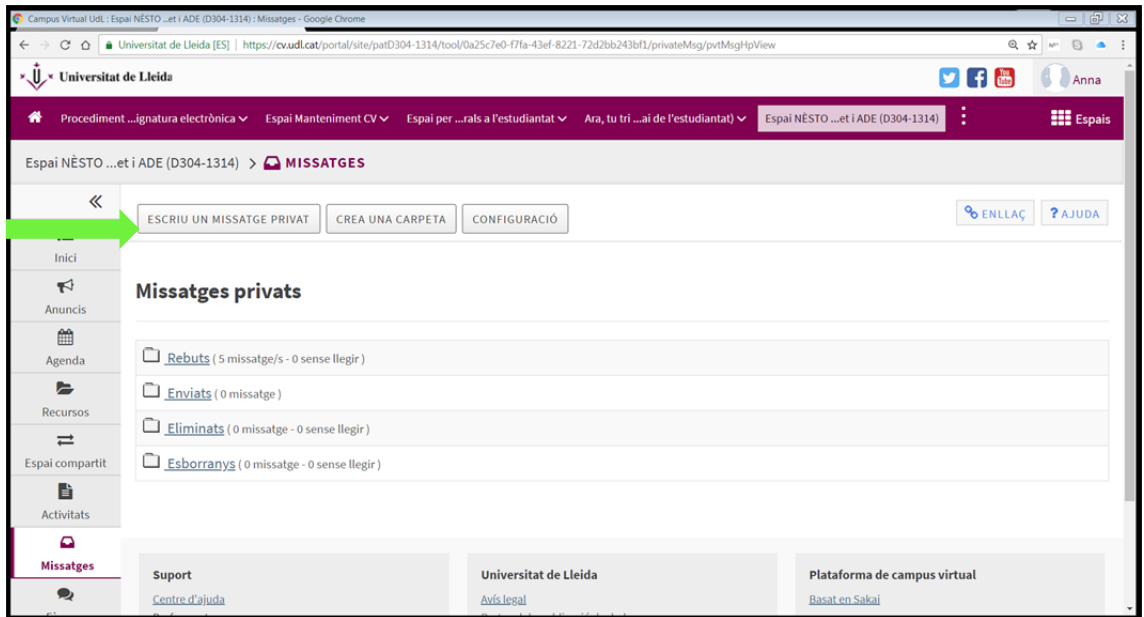 Campus Virtual UdL : Espai NÈSTO ...et i ADE (D304-1314) : Missatges - Google Chrome
Universitat de Lleida [ES] | https://cv.udl.cat/portal/site/patD304-1314/tool/0a25c7e0-f7fa-43ef-8221-72d2bb243bf1/privateMsg/pvtMsgHpView
Universitat de Lleida
You Tube
Anna
Procediment ...ignatura electrònica
Espai Manteniment CV
Espai per ...rals a l'estudiantat
Ara, tu tri ...ai de l'estudiantat)
Espai NÈSTO ...et i ADE (D304-1314)
Espais
Espai NÈSTO ...et i ADE (D304-1314) > MISSATGES
ESCRIU UN MISSATGE PRIVAT
CREA UNA CARPETA
CONFIGURACIÓ
ENLLAÇ
? AJUDA
Inici
Anuncis
Agenda
Recursos
Espai compartit
Activitats
Missatges
Missatges privats
Rebuts ( 5 missatge/s - 0 sense llegir )
Enviats ( 0 missatge )
Eliminats ( 0 missatge - 0 sense llegir )
Esborranys ( 0 missatge - 0 sense llegir )
Suport
Centre d'ajuda
Universitat de Lleida
Avís legal
Plataforma de campus virtual
Basat en Sakai